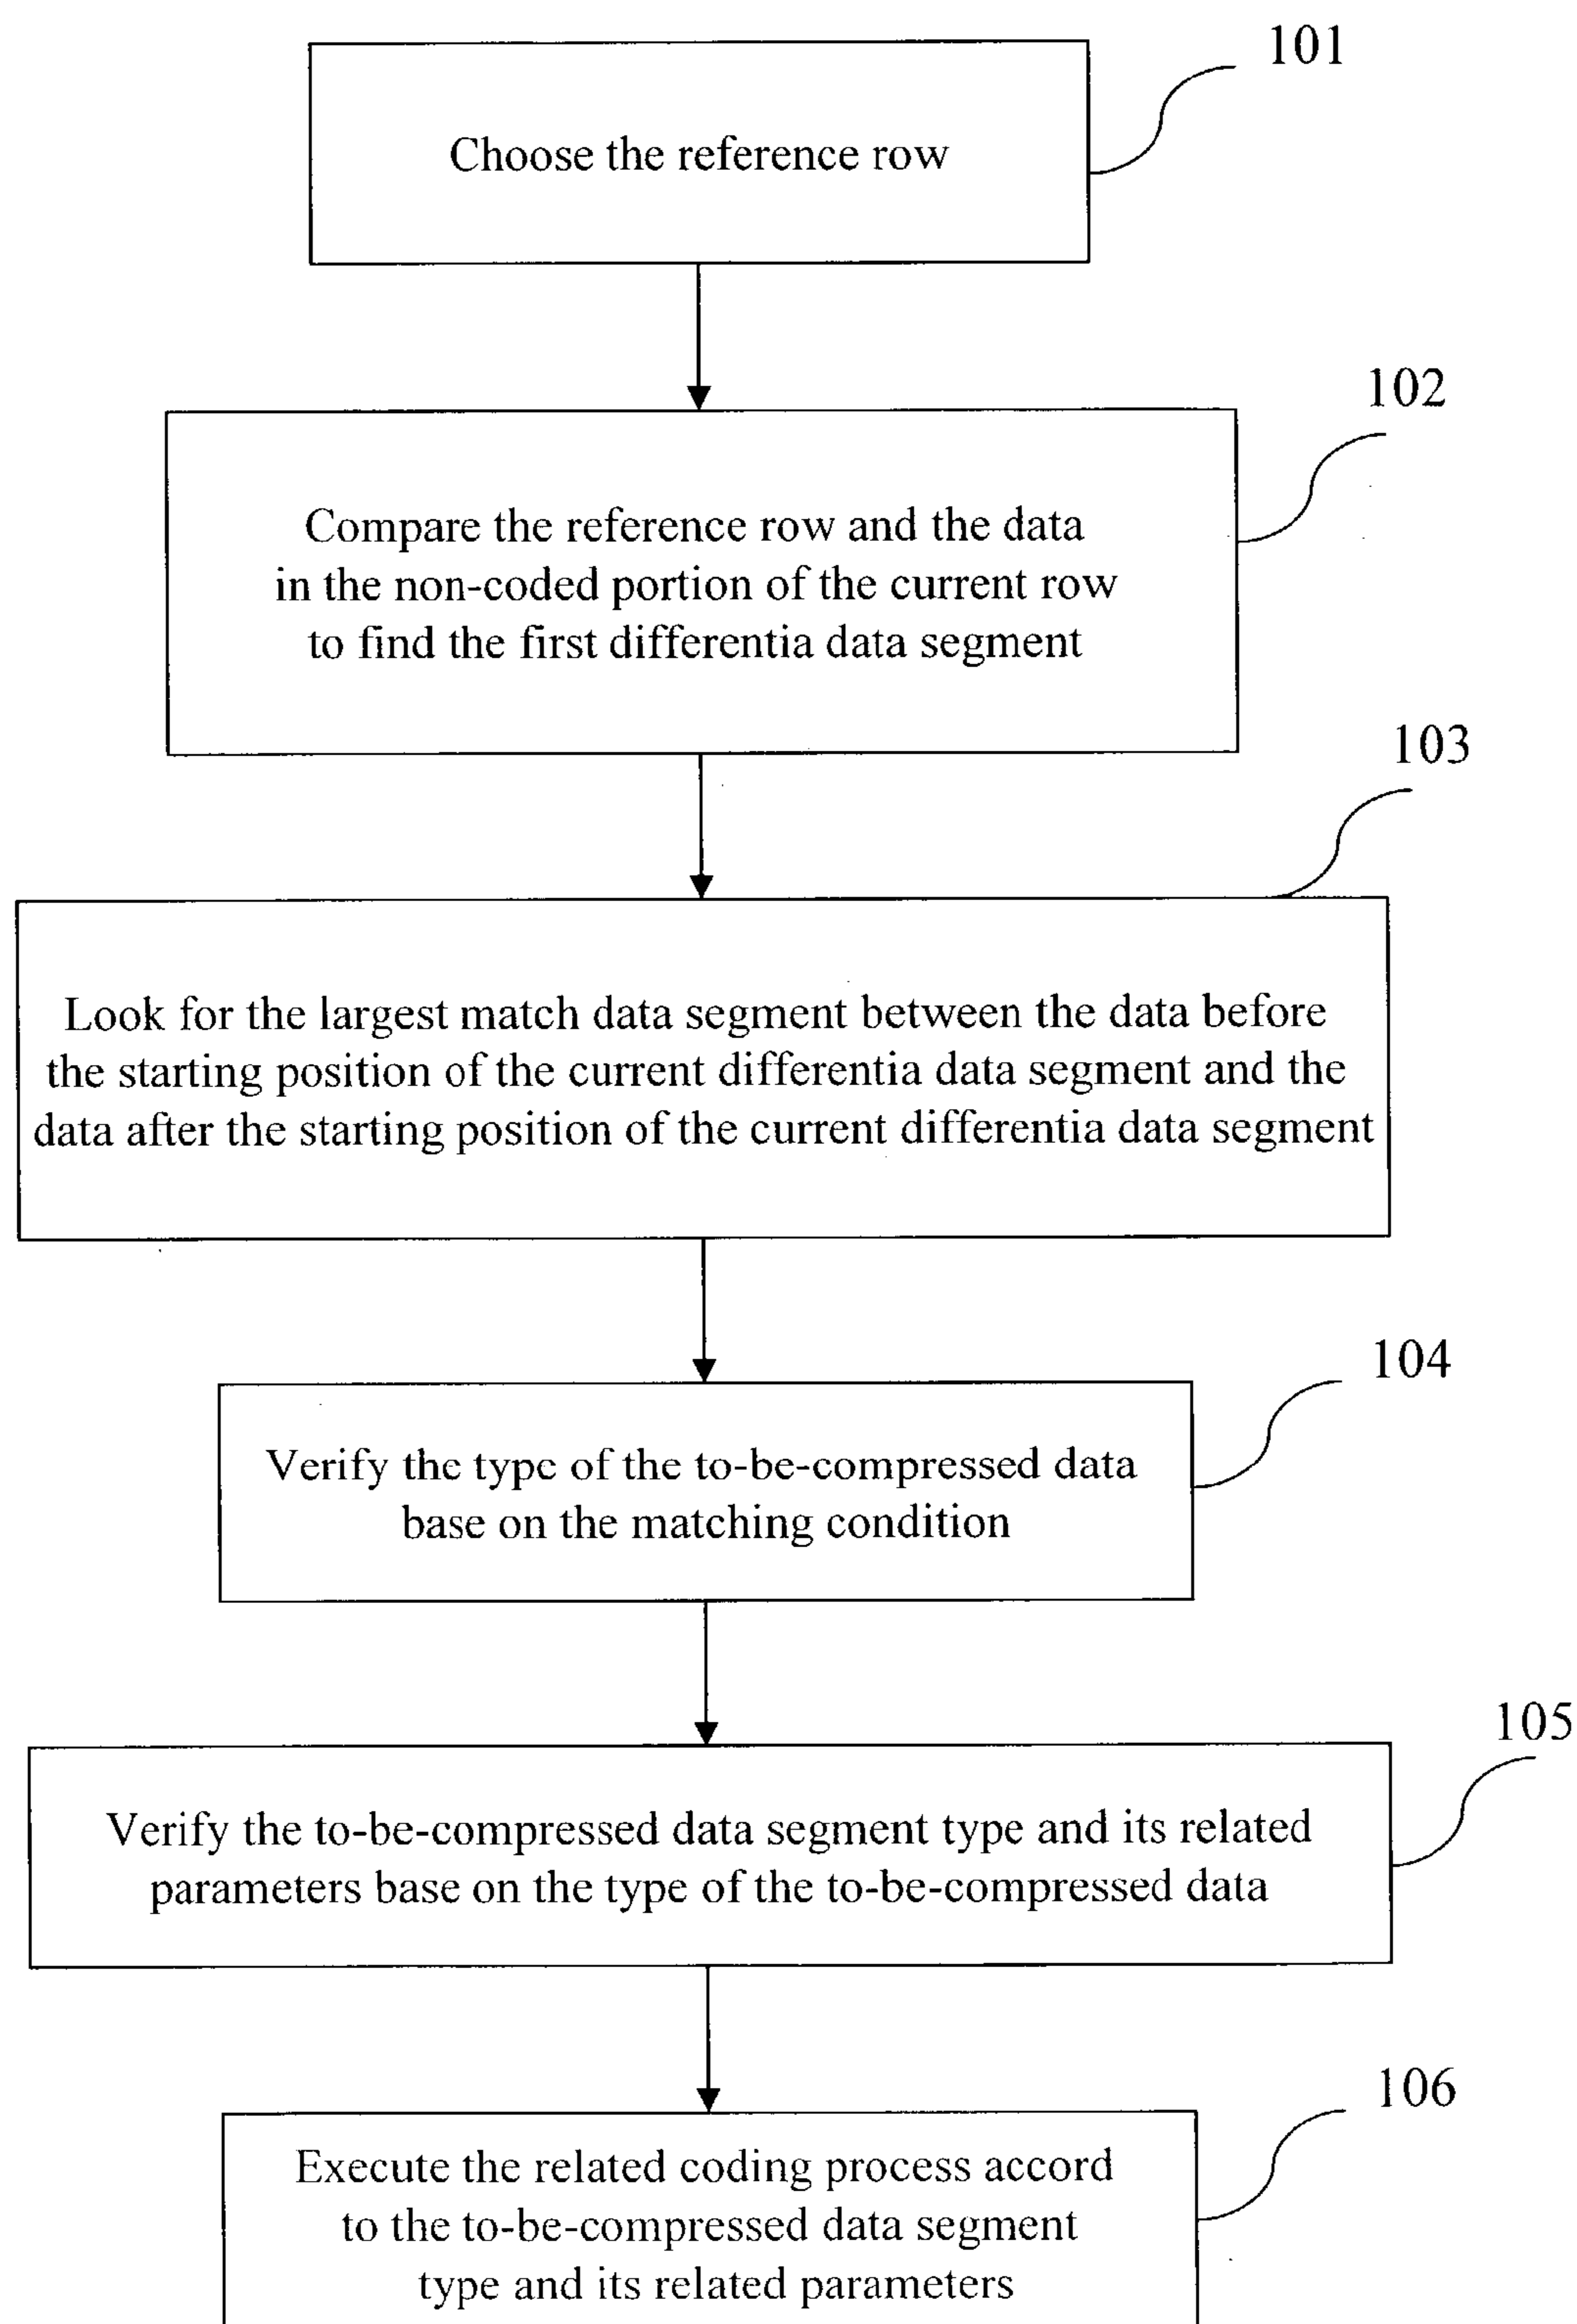 101
Choose the reference row
102
Compare the reference row and the data
in the non-coded portion of the current row
to find the first differentia data segment
103
Look for the largest match data segment between the data before
the starting position of the current differentia data segment and the
data after the starting position of the current differentia data segment
104
Verify the type of the to-be-compressed data
base on the matching condition
105
Verify the to-be-compressed data segment type and its related
parameters base on the type of the to-be-compressed data
106
Execute the related coding process accord
to the to-be-compressed data segment
type and its related parameters